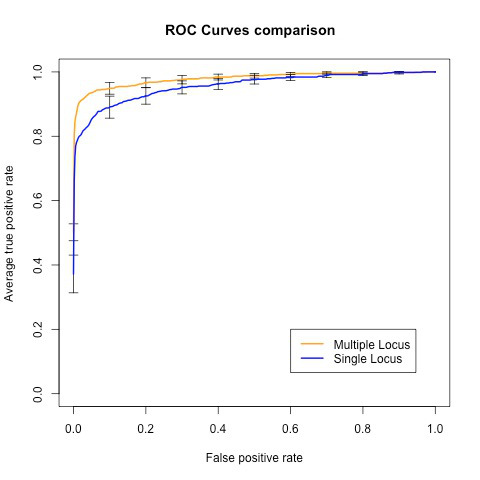 ROC Curves comparison
Average true positive rate
1.0
0.8
0.6
0.4
0.2
0.0
Multiple Locus
Single Locus
0.0 0.2 0.4 0.6 0.8 1.0
False positive rate